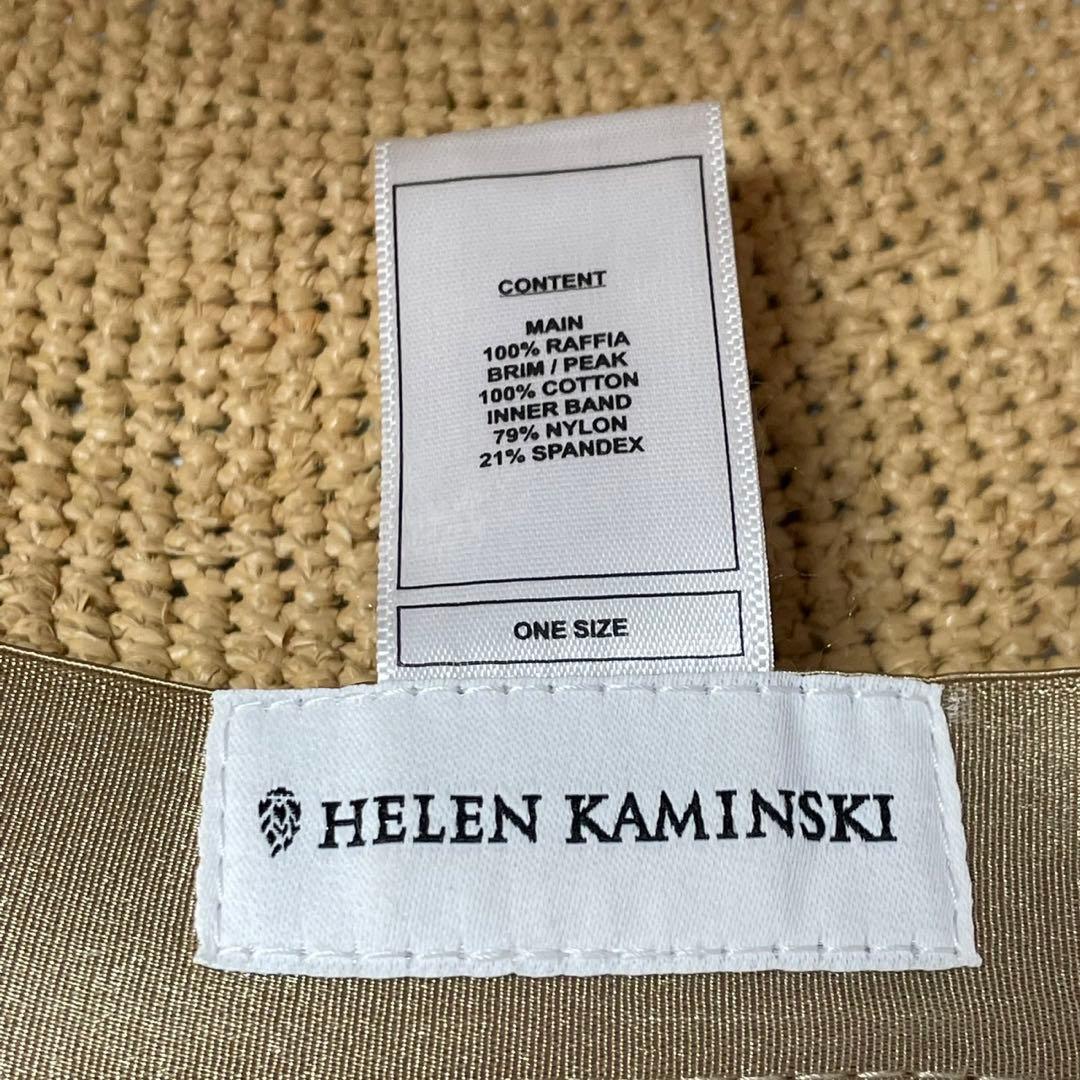 CONTENT
MAIN
100% RAFFIA
BRIM / PEAK
100% COTTON
INNER BAND
79% NYLON
21% SPANDEX
ONE SIZE
HELEN KAMINSKI